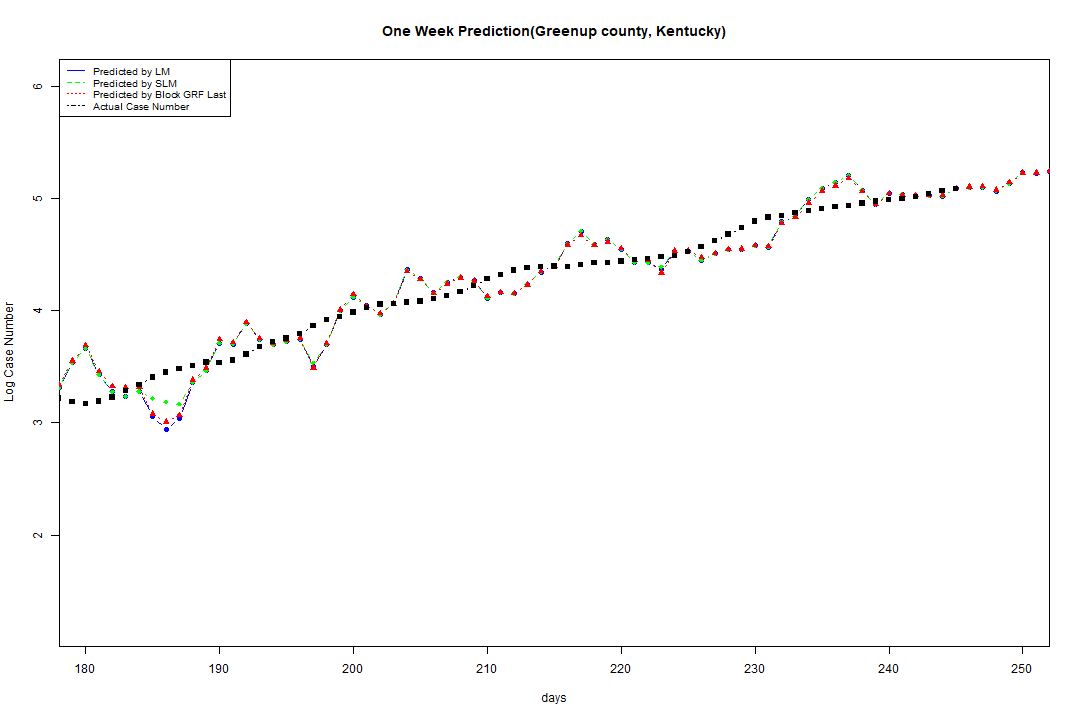 One Week Prediction(Greenup county, Kentucky)
Predicted by LM
Predicted by SLM
Predicted by Block GRF Last
Actual Case Number
Log Case Number
6
5
4
3
2
180 190 200 210 220 230 240 250
days